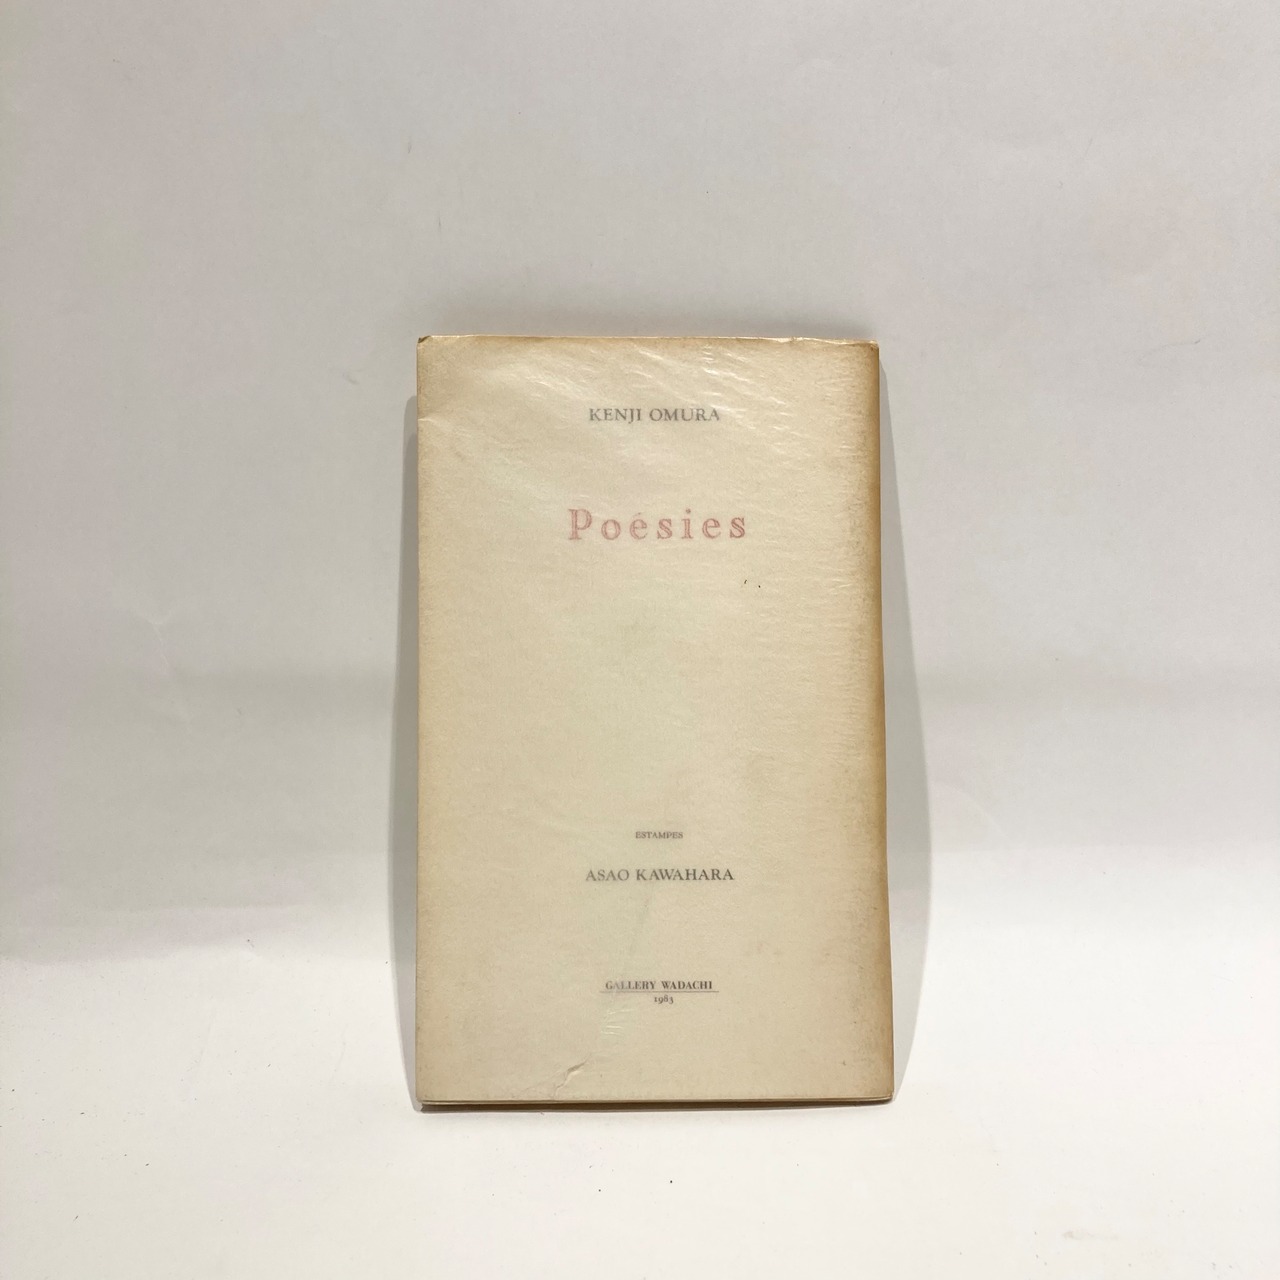 KENJI OMURA
Poésies
ESTAMPES
ASAO KAWAHARA
GALLERY WADACHI
1983